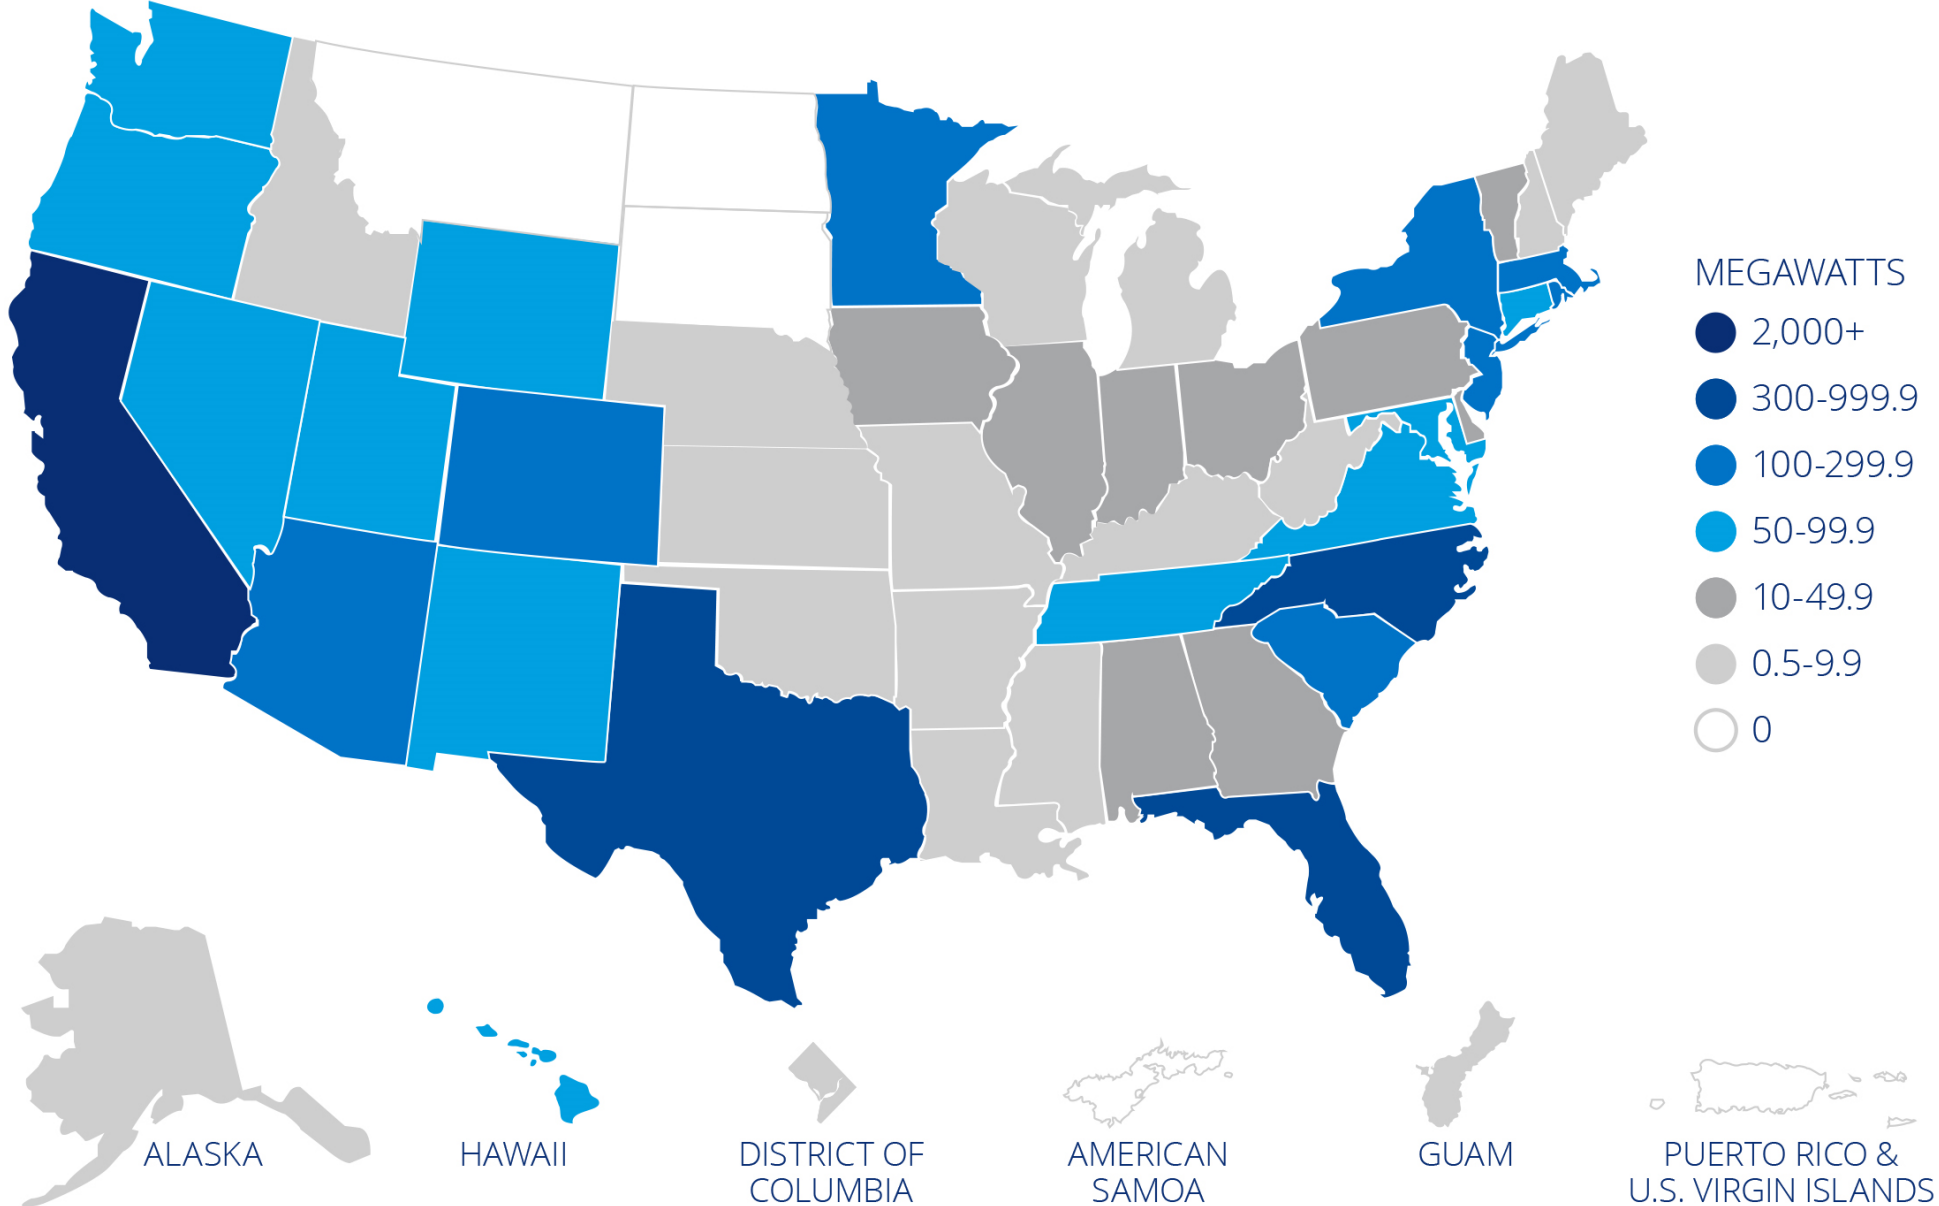 MEGAWATTS
2,000+
300-999.9
100-299.9
50-99.9
10-49.9
0.5-9.9
0
ALASKA
HAWAII
DISTRICT OF
COLUMBIA
AMERICAN
SAMOA
GUAM
PUERTO RICO &
U.S. VIRGIN ISLANDS